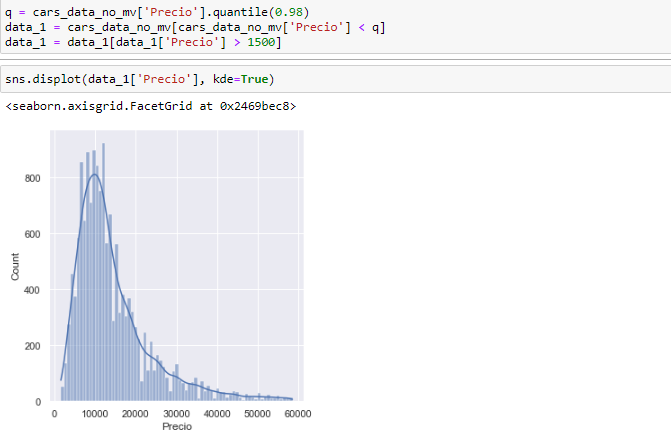 q = cars_data_no_mv['Precio'].quantile(0.98)
data_1 = cars_data_no_mv[cars_data_no_mv['Precio'] < q]
data_1 = data_1[data_1['Precio'] > 1500]
sns.displot(data_1['Precio'], kde=True)
<seaborn.axisgrid.FacetGrid at 0x2469bec8>
800
600
400
200
0
Count
0 10000 20000 30000 40000 50000 60000
Precio